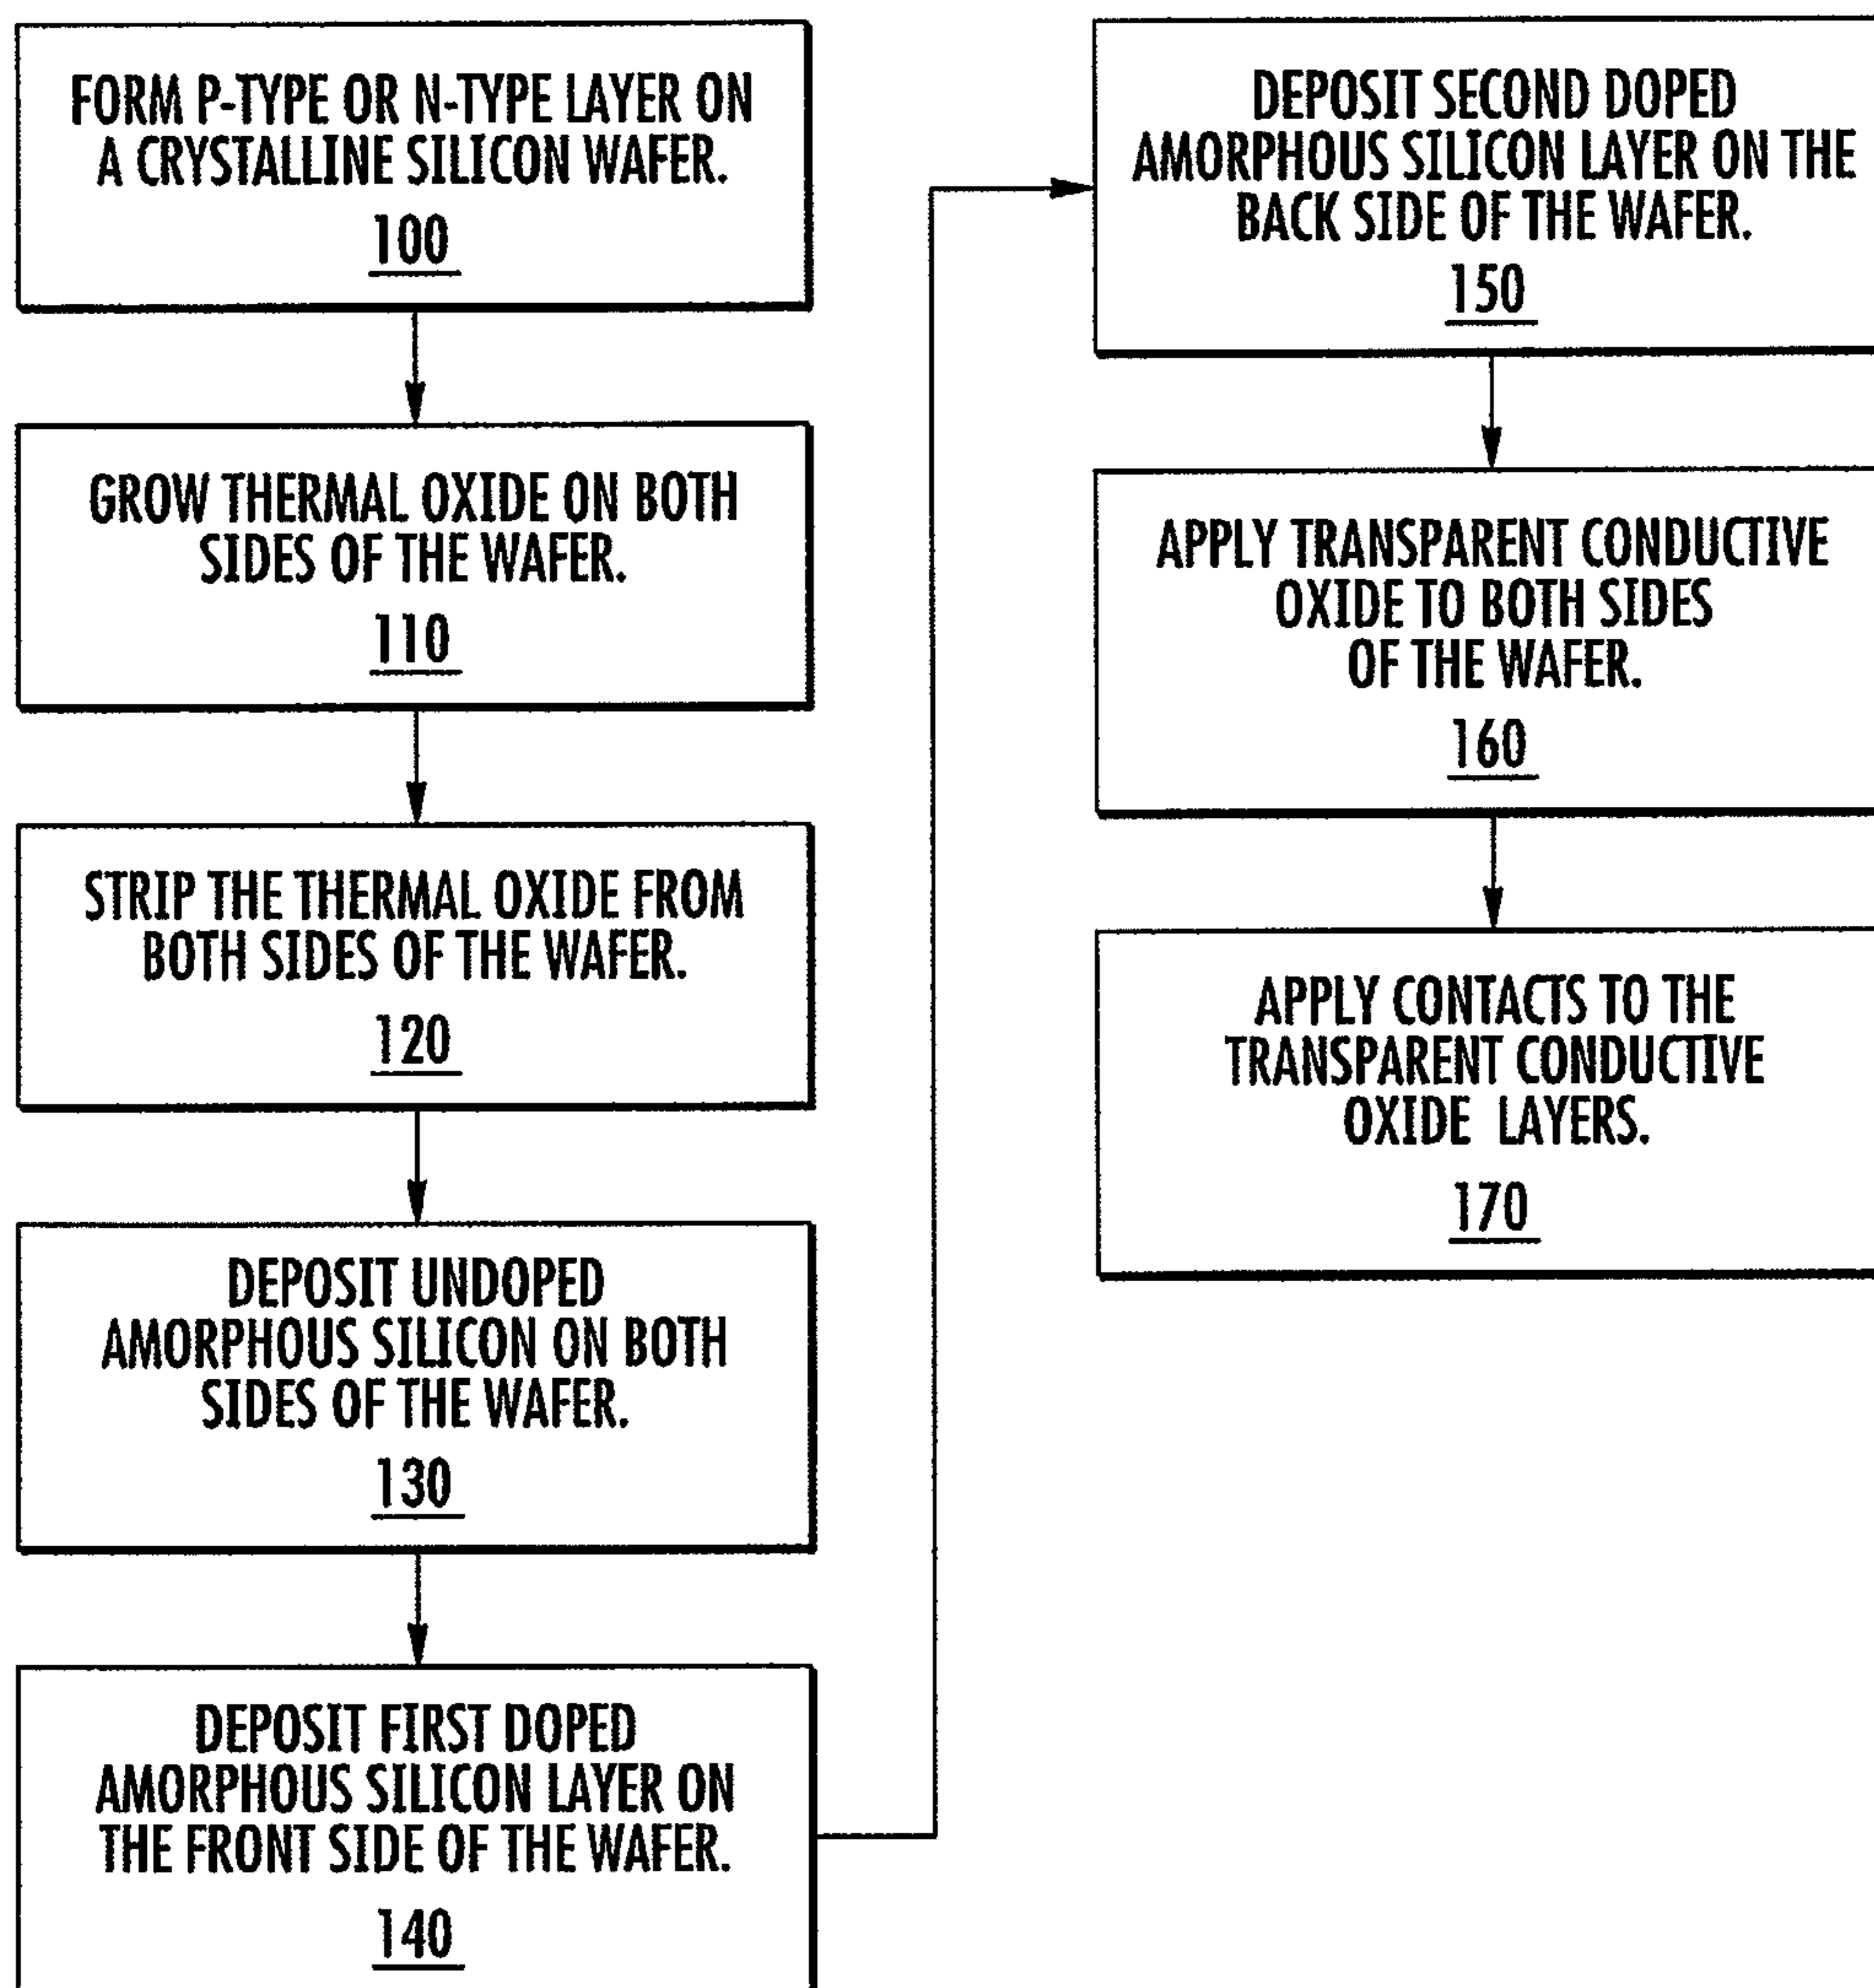 FORM P-TYPE OR N-TYPE LAYER ON
A CRYSTALLINE SILICON WAFER.
100
GROW THERMAL OXIDE ON BOTH
SIDES OF THE WAFER.
110
STRIP THE THERMAL OXIDE FROM
BOTH SIDES OF THE WAFER.
120
DEPOSIT UNDOPED
AMORPHOUS SILICON ON BOTH
SIDES OF THE WAFER.
130
DEPOSIT FIRST DOPED
AMORPHOUS SILICON LAYER ON
THE FRONT SIDE OF THE WAFER.
140
DEPOSIT SECOND DOPED
AMORPHOUS SILICON LAYER ON THE
BACK SIDE OF THE WAFER.
150
APPLY TRANSPARENT CONDUCTIVE
OXIDE TO BOTH SIDES
OF THE WAFER.
160
APPLY CONTACTS TO THE
TRANSPARENT CONDUCTIVE
OXIDE LAYERS.
170